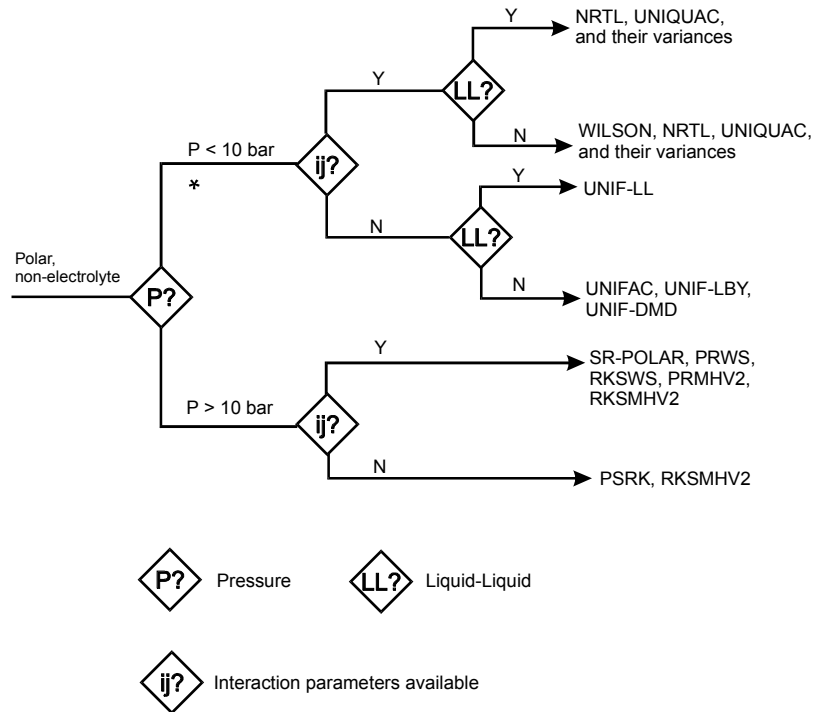 Y
NRTL, UNIQUAC,
and their variances
Y
LL?
N
WILSON, NRTL, UNIQUAC,
and their variances
P < 10 bar
*
ij?
Y
UNIF-LL
N
LL?
Polar,
non-electrolyte
P?
N
UNIFAC, UNIF-LBY,
UNIF-DMD
Y
SR-POLAR, PRWS,
RKSWS, PRMHV2,
RKSMHV2
P > 10 bar
ij?
N
PSRK, RKSMHV2
P?
Pressure
LL?
Liquid-Liquid
ij?
Interaction parameters available